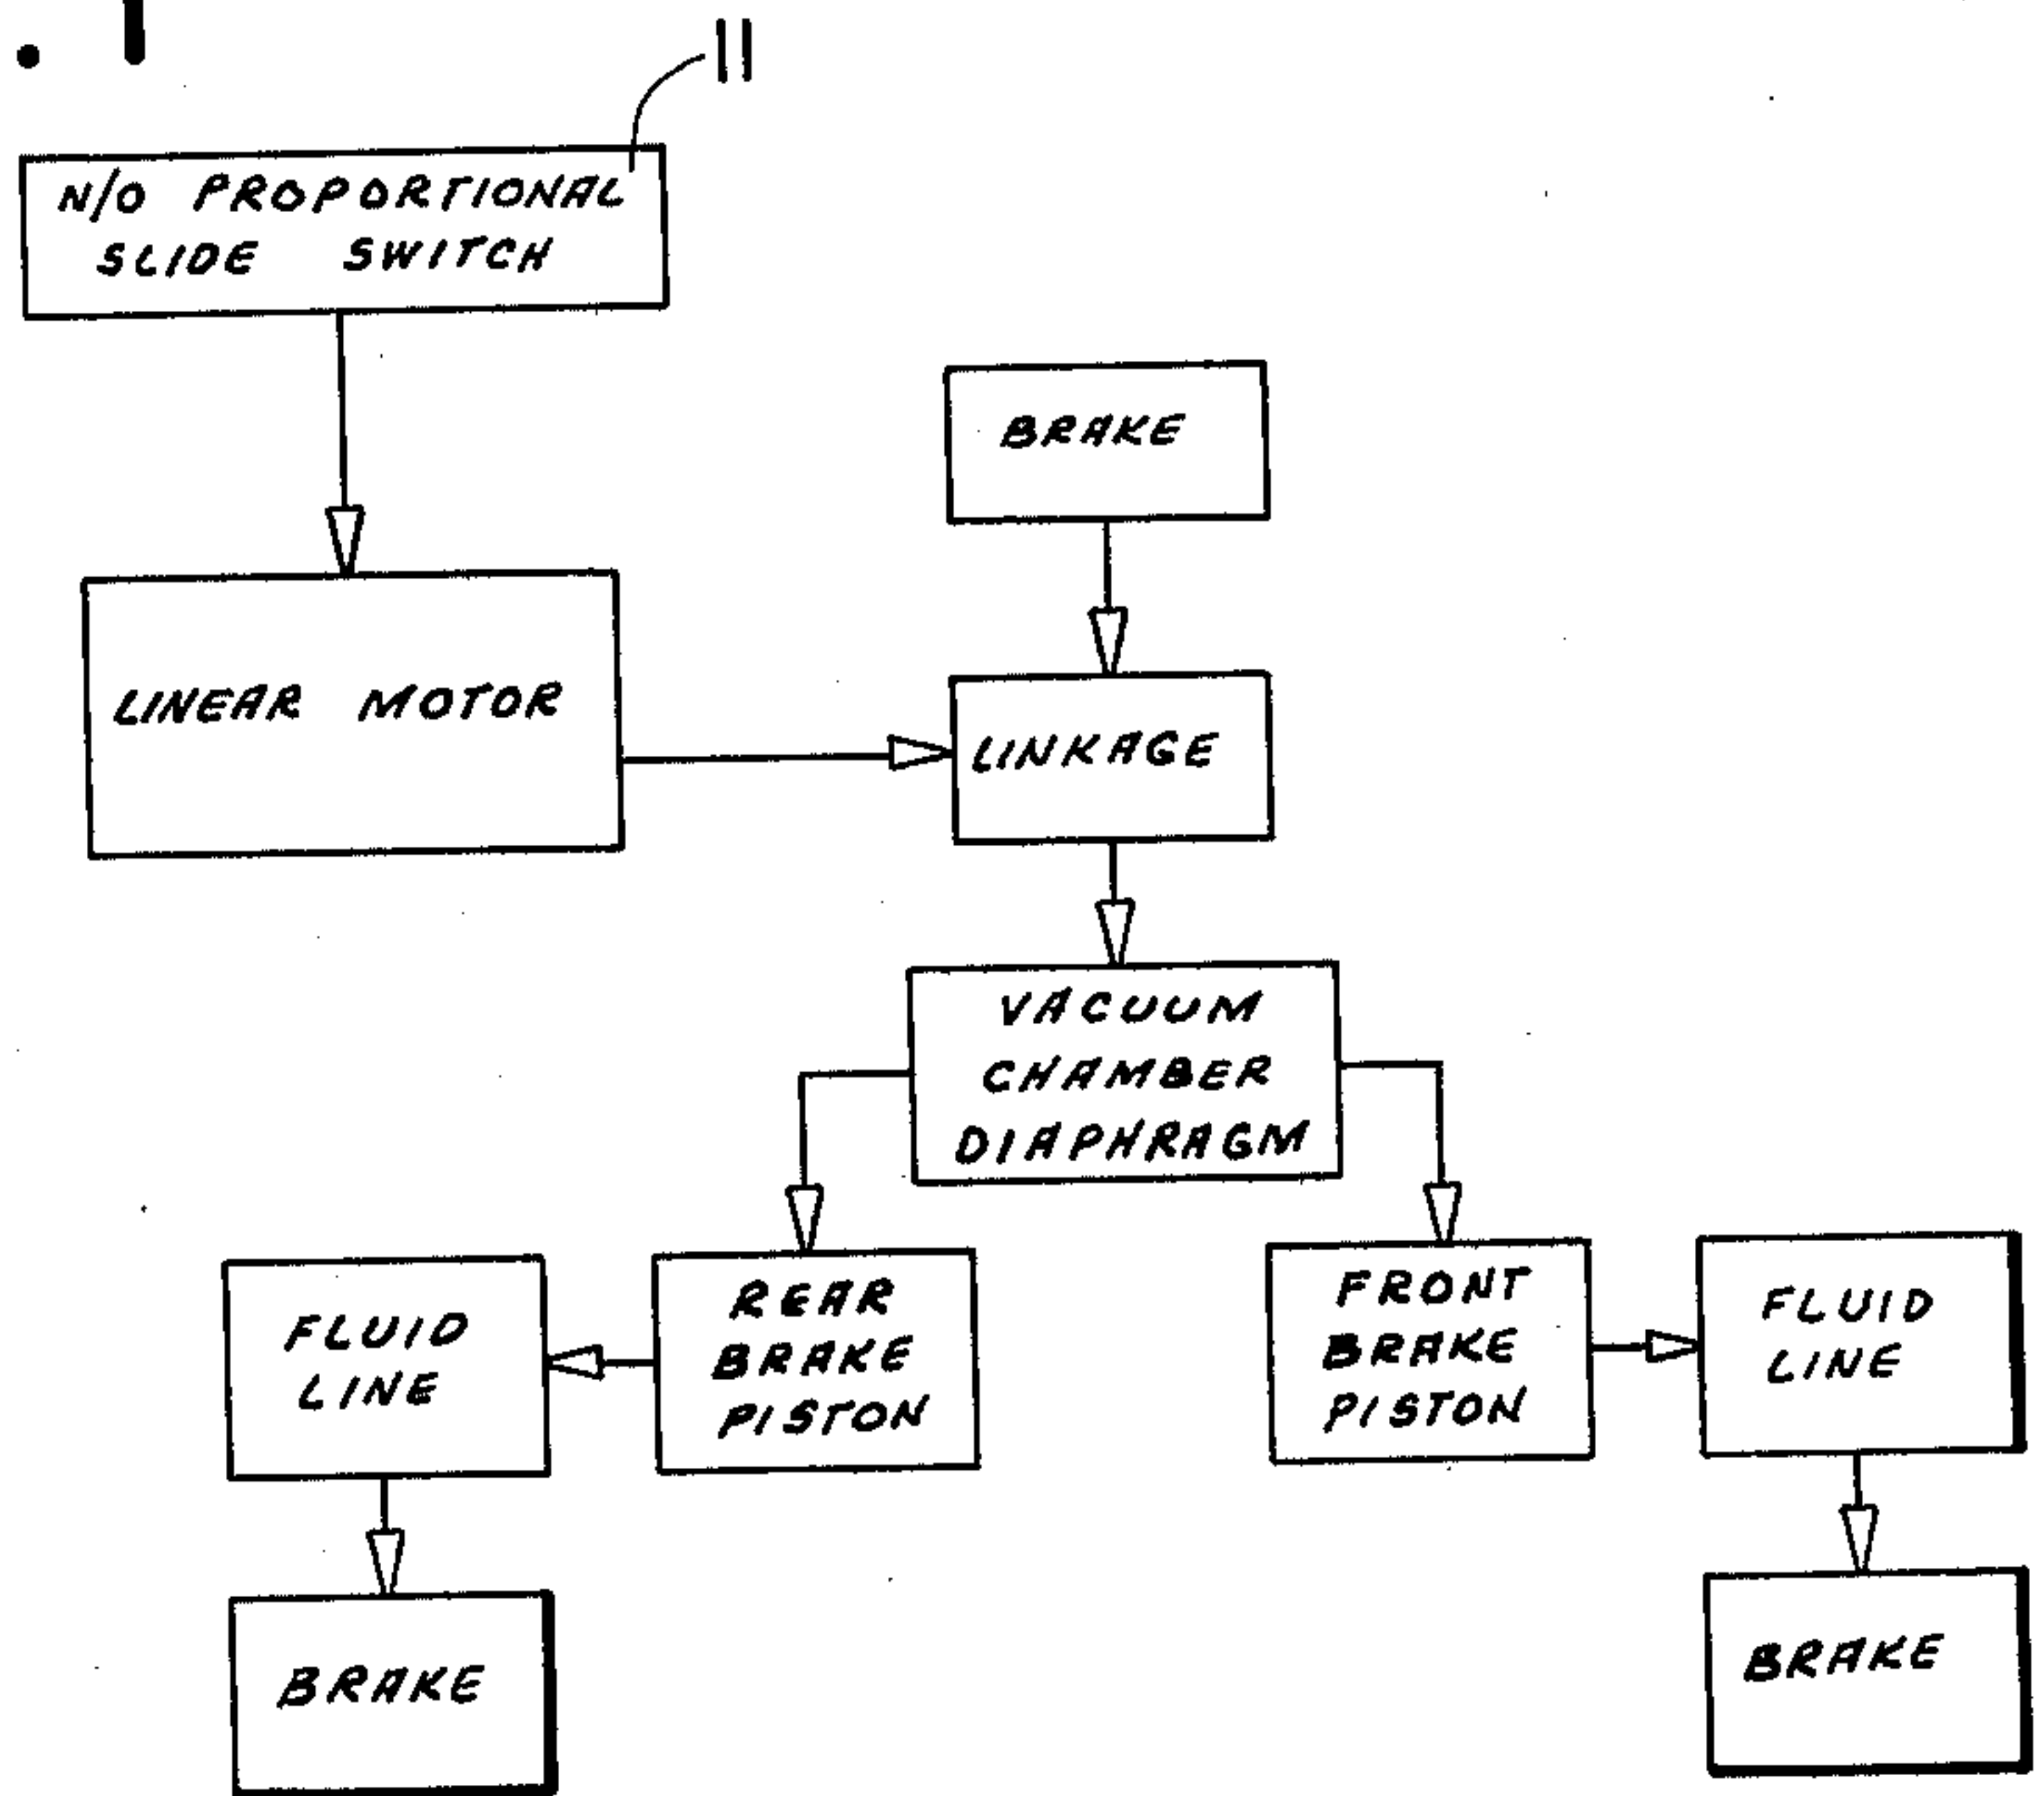 . 1
11
N/O PROPORTIONAL
SLIDE SWITCH
BRAKE
LINEAR MOTOR
LINKAGE
VACUUM
CHAMBER
DIAPHRAGM
FLUID
LINE
REAR
BRAKE
PISTON
FRONT
BRAKE
PISTON
FLUID
LINE
BRAKE
BRAKE